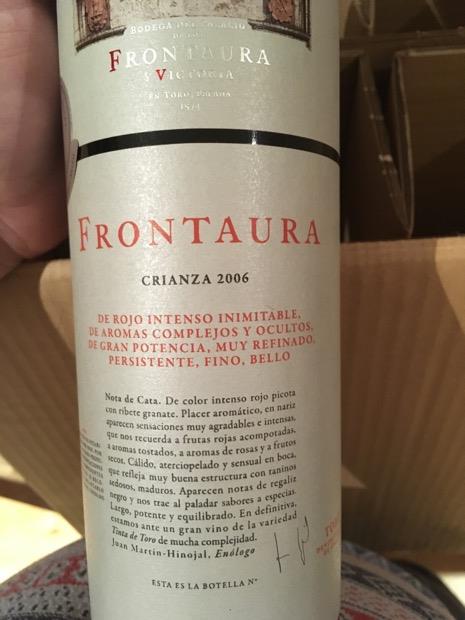 BODEGA DEL PALACIO
DE LOS
FRONTAURA
Y VICTORIA
EN TORO,
FRONTAURA
CRIANZA 2006
DE ROJO INTENSO INIMITABLE,
DE AROMAS COMPLEJOS Y OCULTOS,
DE GRAN POTENCIA, MUY REFINADO,
PERSISTENTE, FINO, BELLO
Nota de Cata. De color intenso rojo picota
con ribete granate. Placer aromático, en nariz
aparecen sensaciones muy agradables e intensas,
que nos recuerda a frutas rojas acompotadas,
a aromas tostados, a aromas de rosas y a frutos
secos. Cálido, aterciopelado y sensual en boca,
que refleja muy buena estructura con taninos
sedosos, maduros. Aparecen notas de regaliz
negro y nos trae al paladar sabores a especias.
Largo, potente y equilibrado. En definitiva,
estamos ante un gran vino de la variedad
Tinta de Toro de mucha complejidad.
Juan Martín-Hinojal, Enólogo
ESTA ES LA BOTELLA Nº